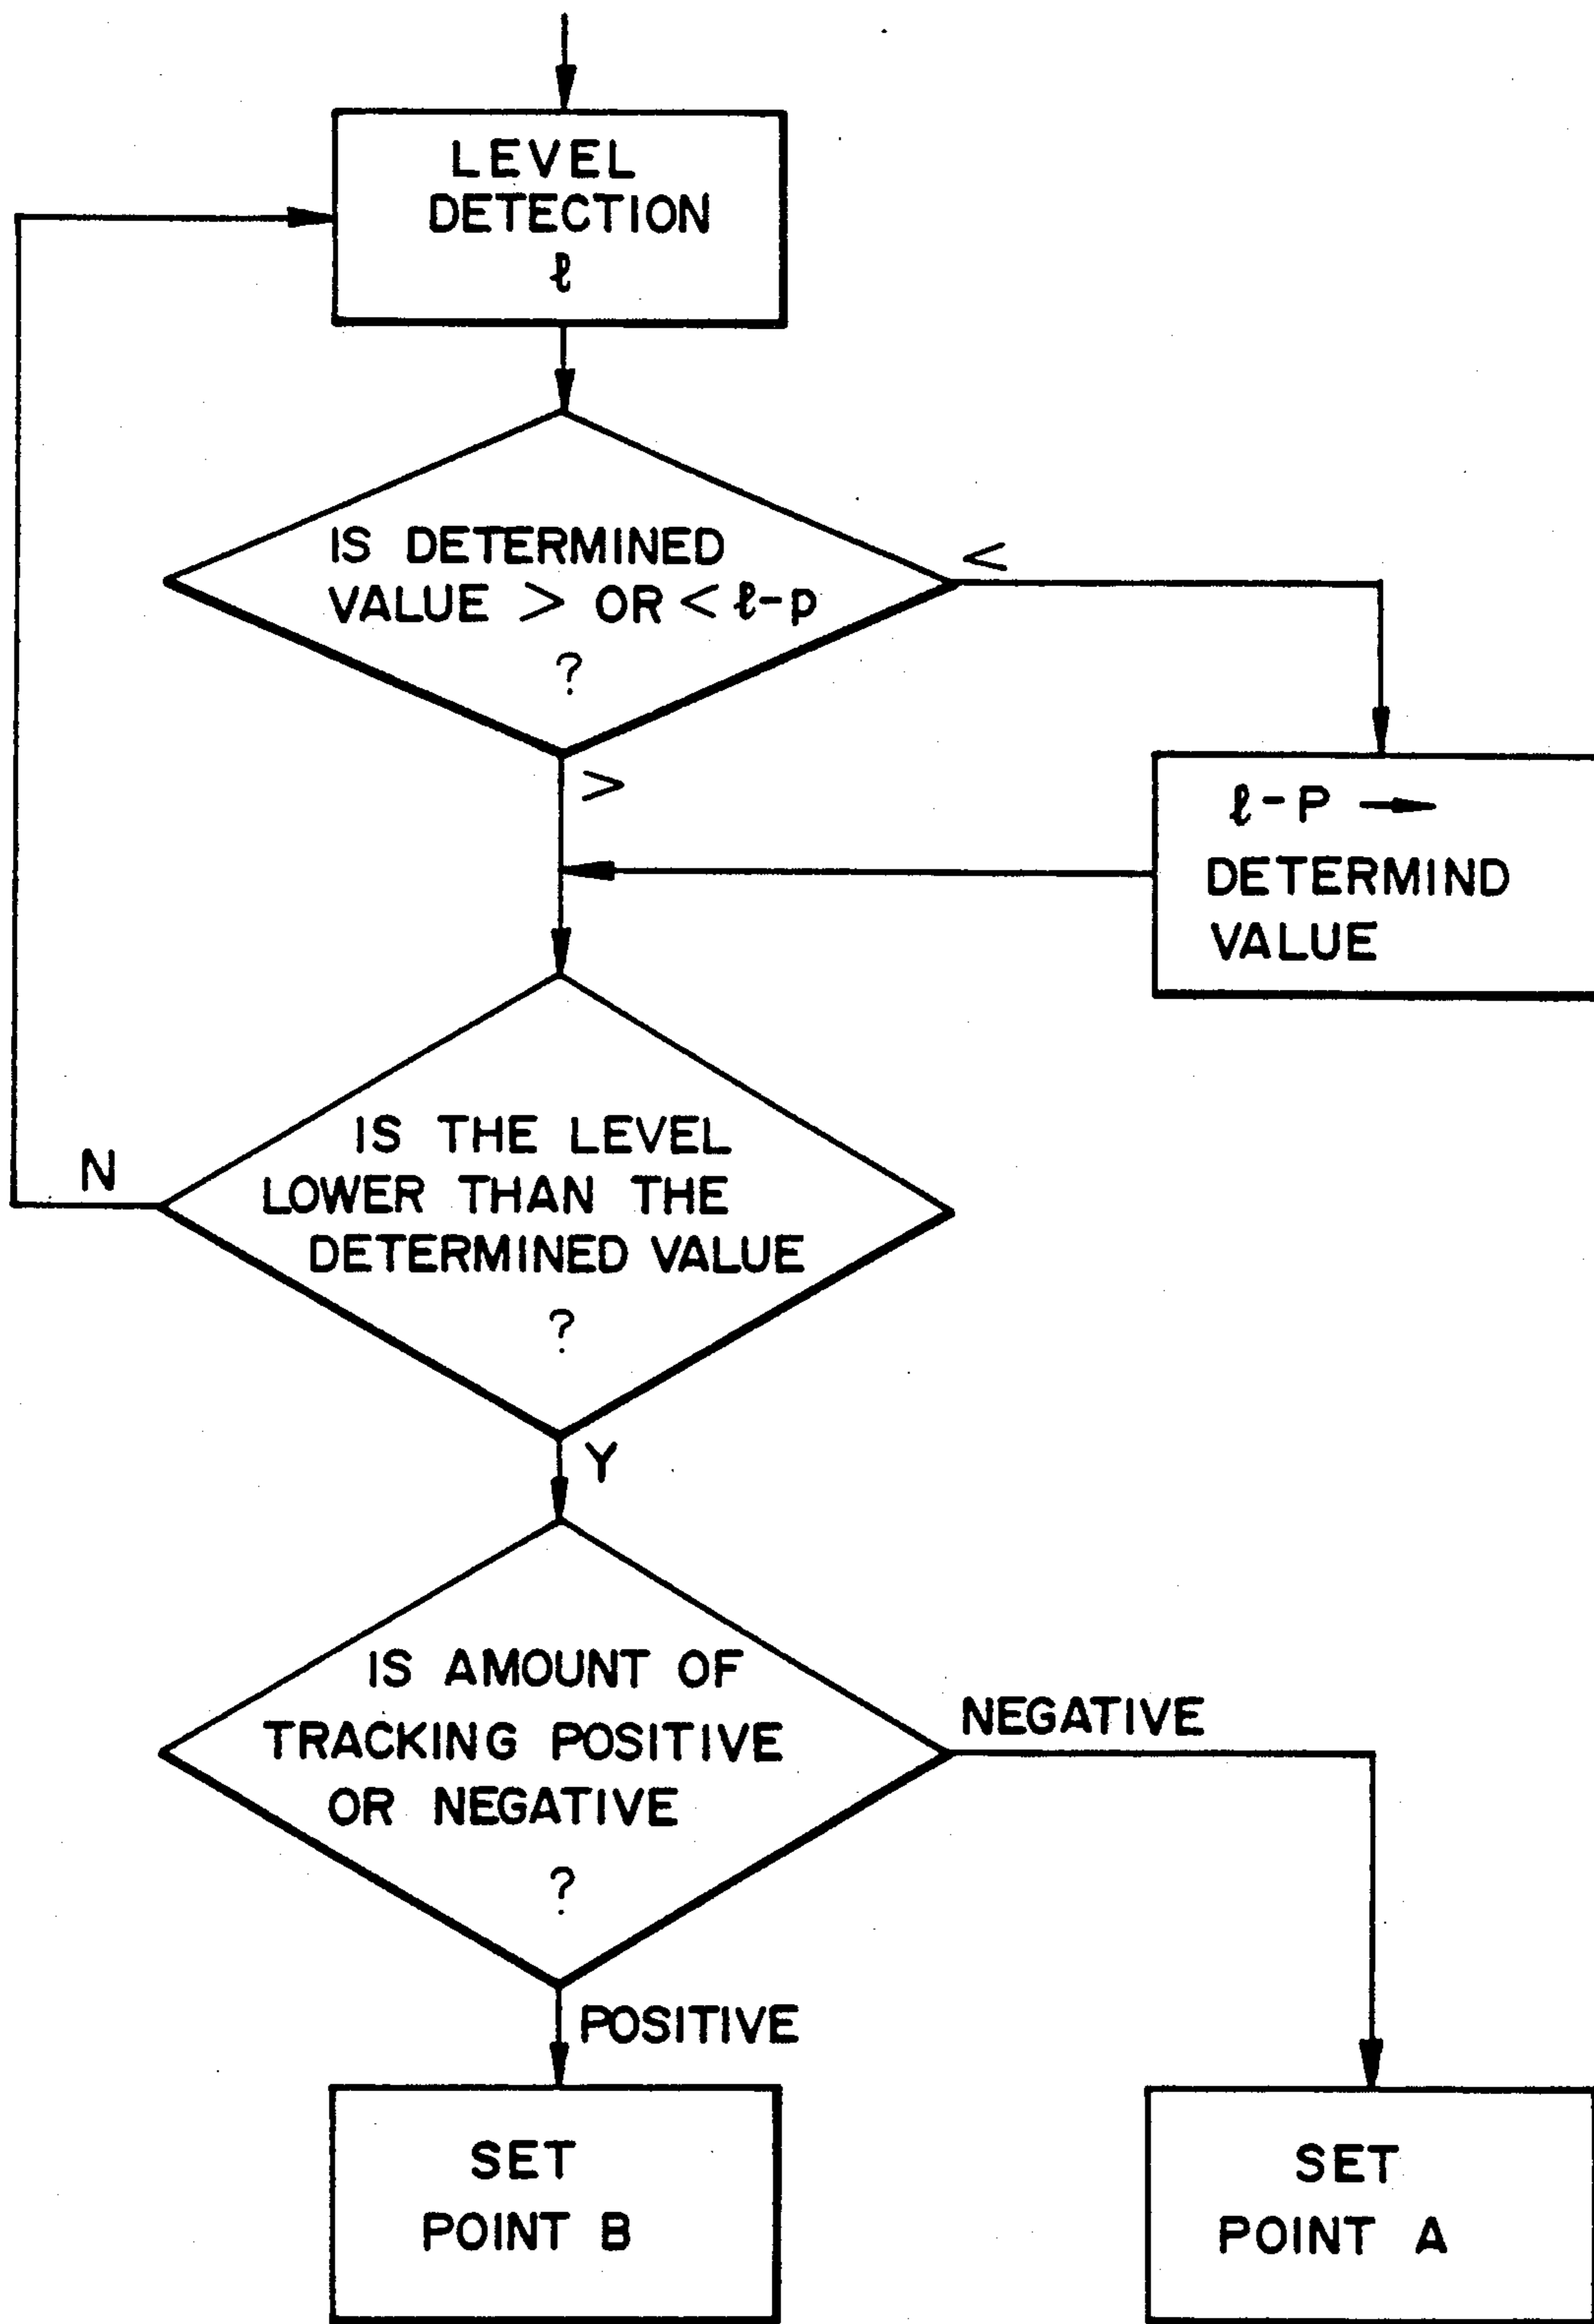 LEVEL
DETECTION
ℓ
IS DETERMINED
VALUE > OR < ℓ-p
?
<
>
ℓ-P →
DETERMIND
VALUE
IS THE LEVEL
LOWER THAN THE
DETERMINED VALUE
?
N
Y
IS AMOUNT OF
TRACKING POSITIVE
OR NEGATIVE
?
NEGATIVE
POSITIVE
SET
POINT B
SET
POINT A